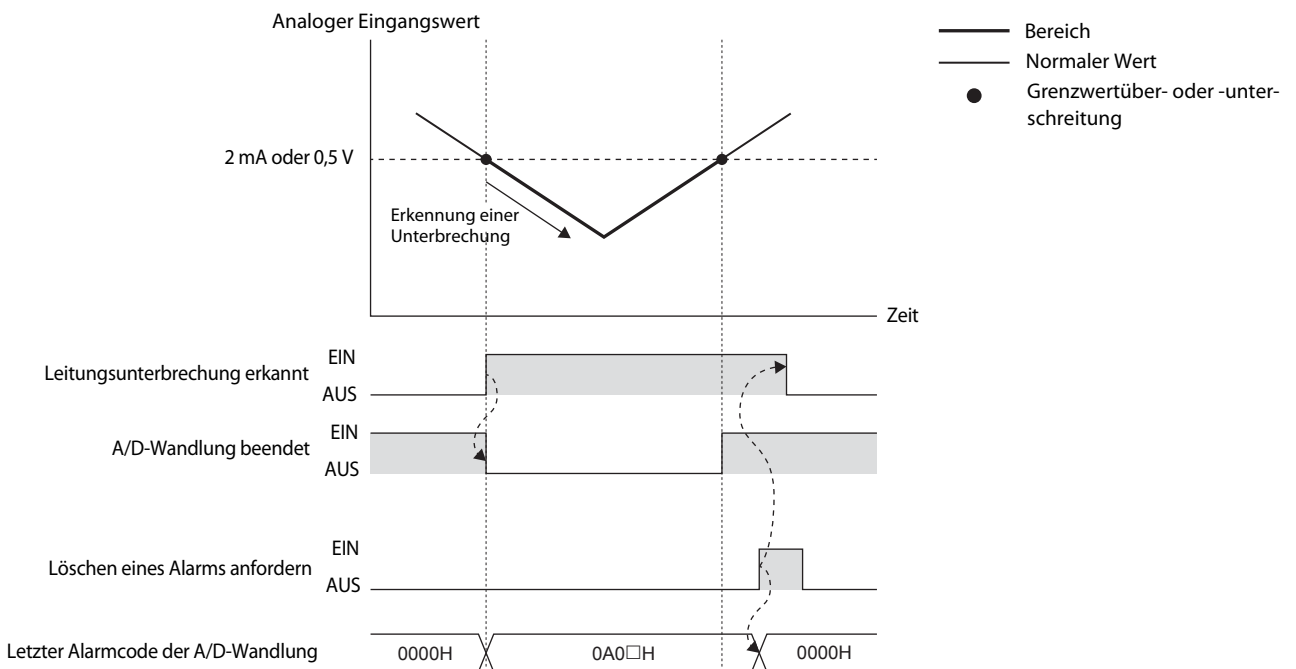 Analoger Eingangswert
Bereich
Normaler Wert
Grenzwertüber- oder -unter-
schreitung
2 mA oder 0,5 V
Erkennung einer
Unterbrechung
Zeit
Leitungsunterbrechung erkannt
EIN
AUS
A/D-Wandlung beendet
EIN
AUS
Löschen eines Alarms anfordern
EIN
AUS
Letzter Alarmcode der A/D-Wandlung
0000H
0A0□H
0000H